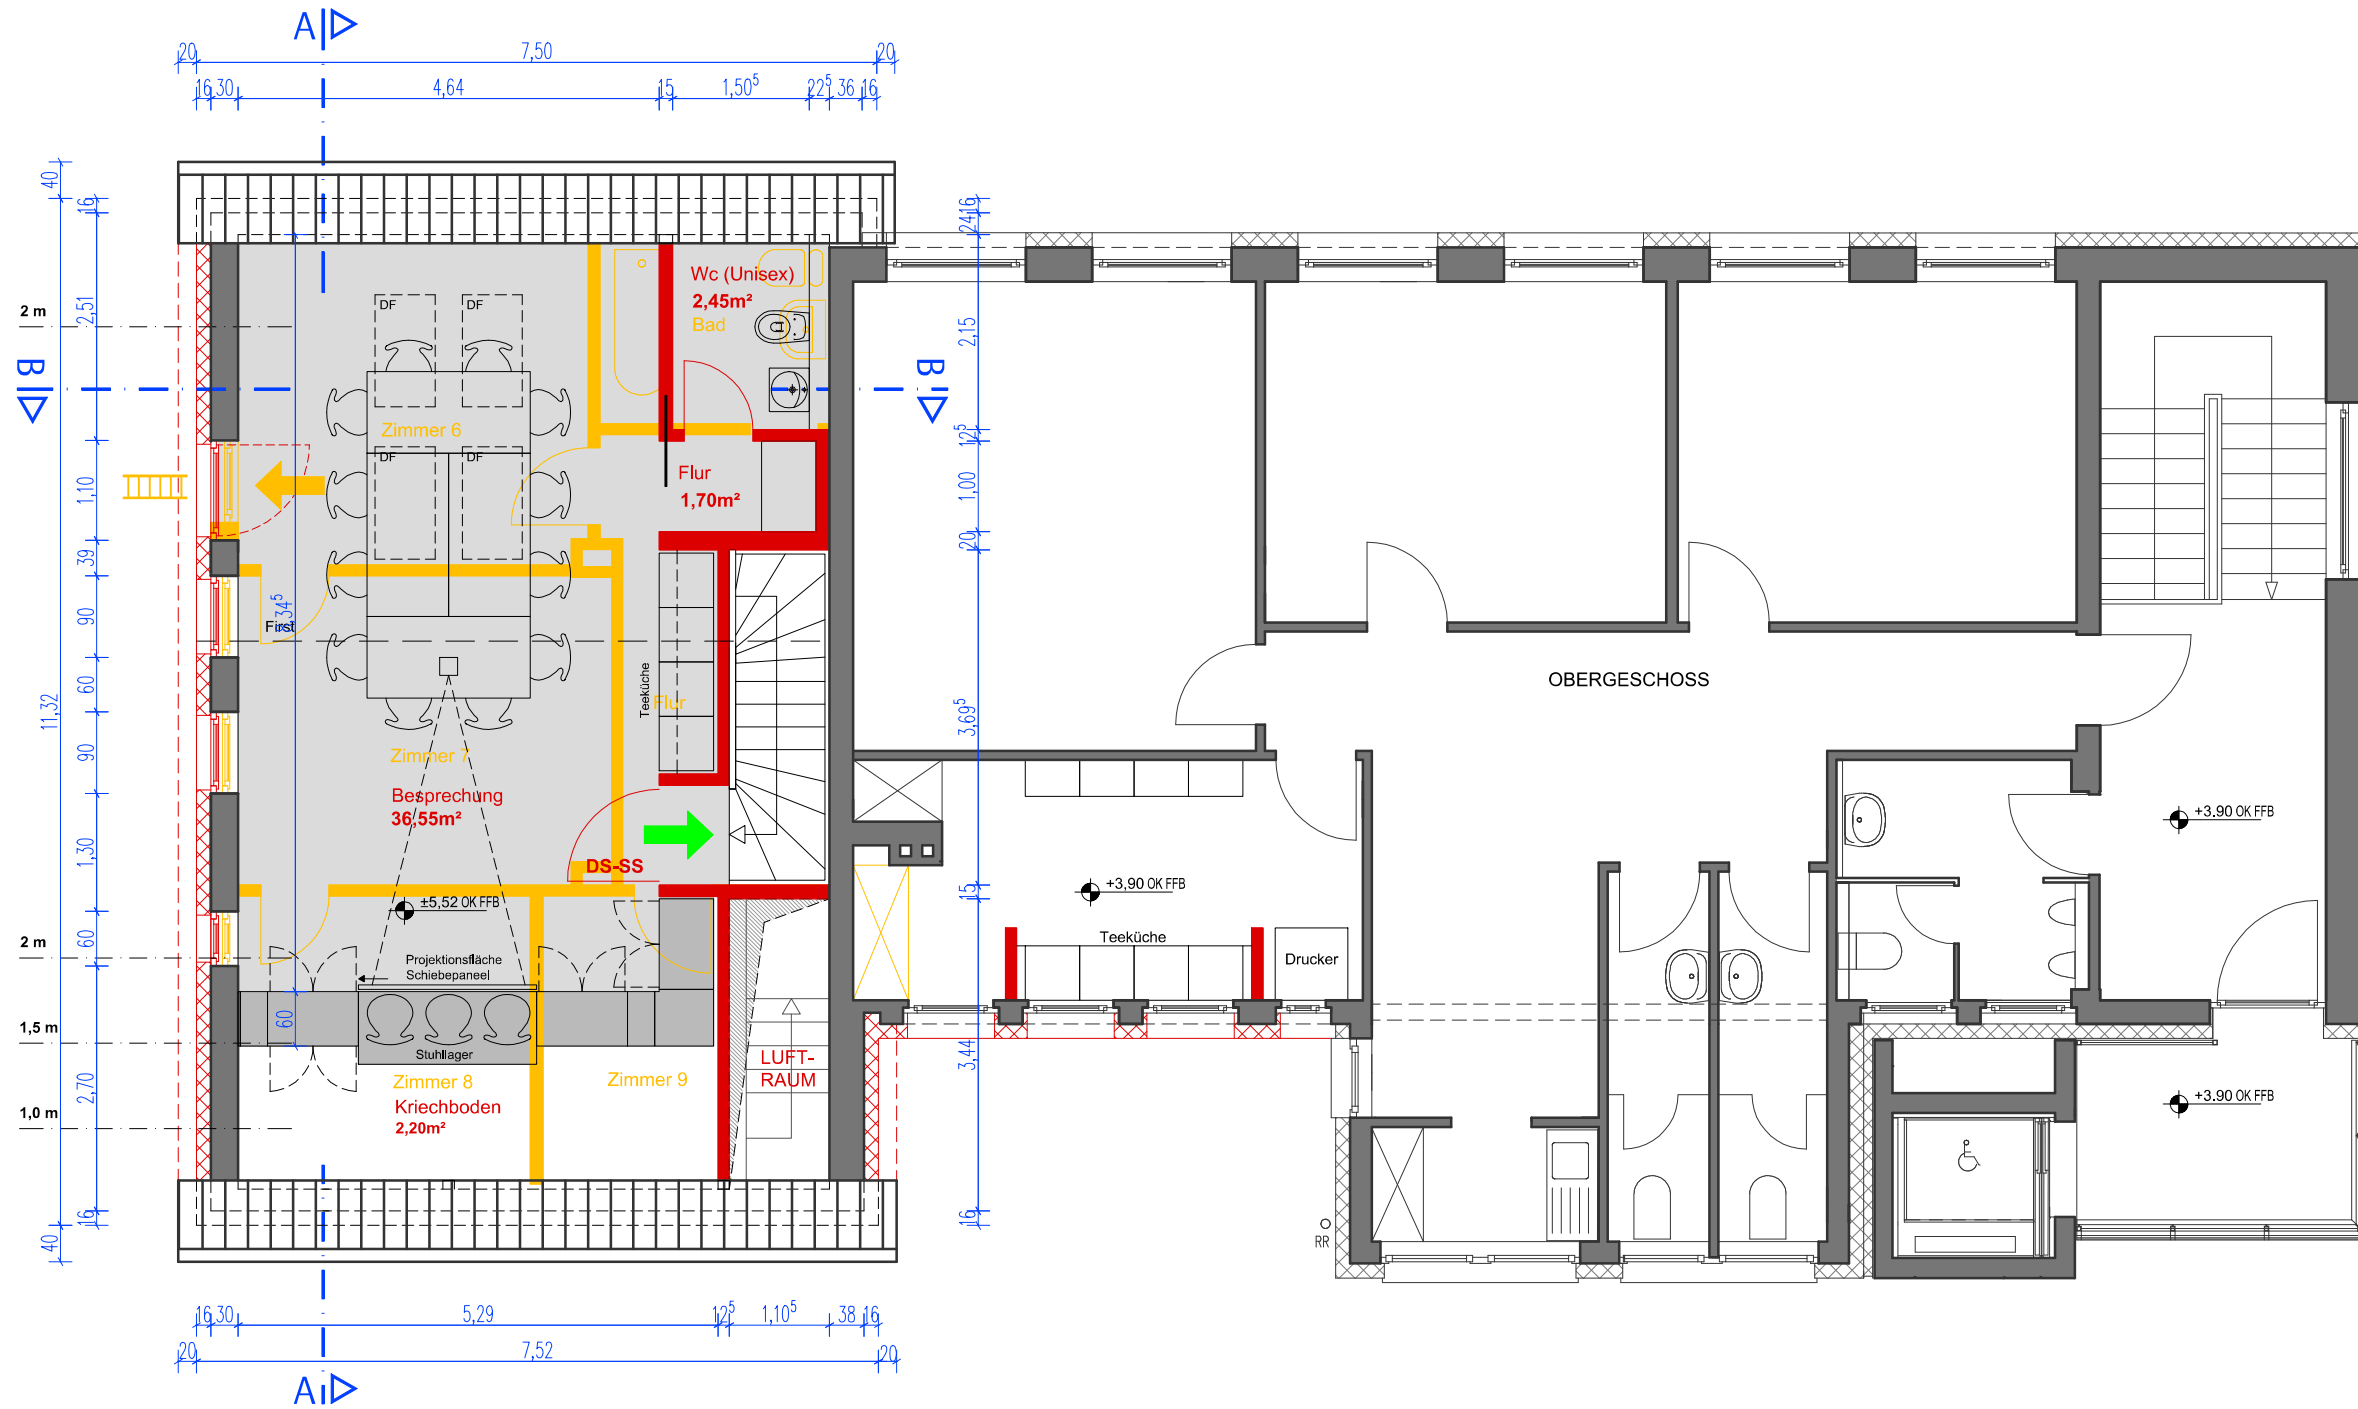 A
20
7,50
20
16
30
4,64
15
1,50⁵
22⁵
36
16
40
16
2,51
1,10
39
90
60
90
1,30
60
2,70
16
40
11,32
2 m
B
2 m
1,5 m
1,0 m
DF
DF
DF
DF
Wc (Unisex)
2,45m²
Bad
Zimmer 6
Flur
1,70m²
First
34⁵
Teeküche
Flur
Zimmer 7
Besprechung
36,55m²
DS-SS
±5,52 OK FFB
Projektionsfläche
Schiebepaneel
60
Stuhllager
Zimmer 8
Kriechboden
2,20m²
Zimmer 9
LUFT-
RAUM
B
24
16
2,15
12⁵
1,00
20
3,69⁵
15
3,44
16
OBERGESCHOSS
+3,90 OK FFB
Teeküche
Drucker
+3.90 OK FFB
+3.90 OK FFB
RR
16
30
5,29
12⁵
1,10⁵
38
16
20
7,52
20
A